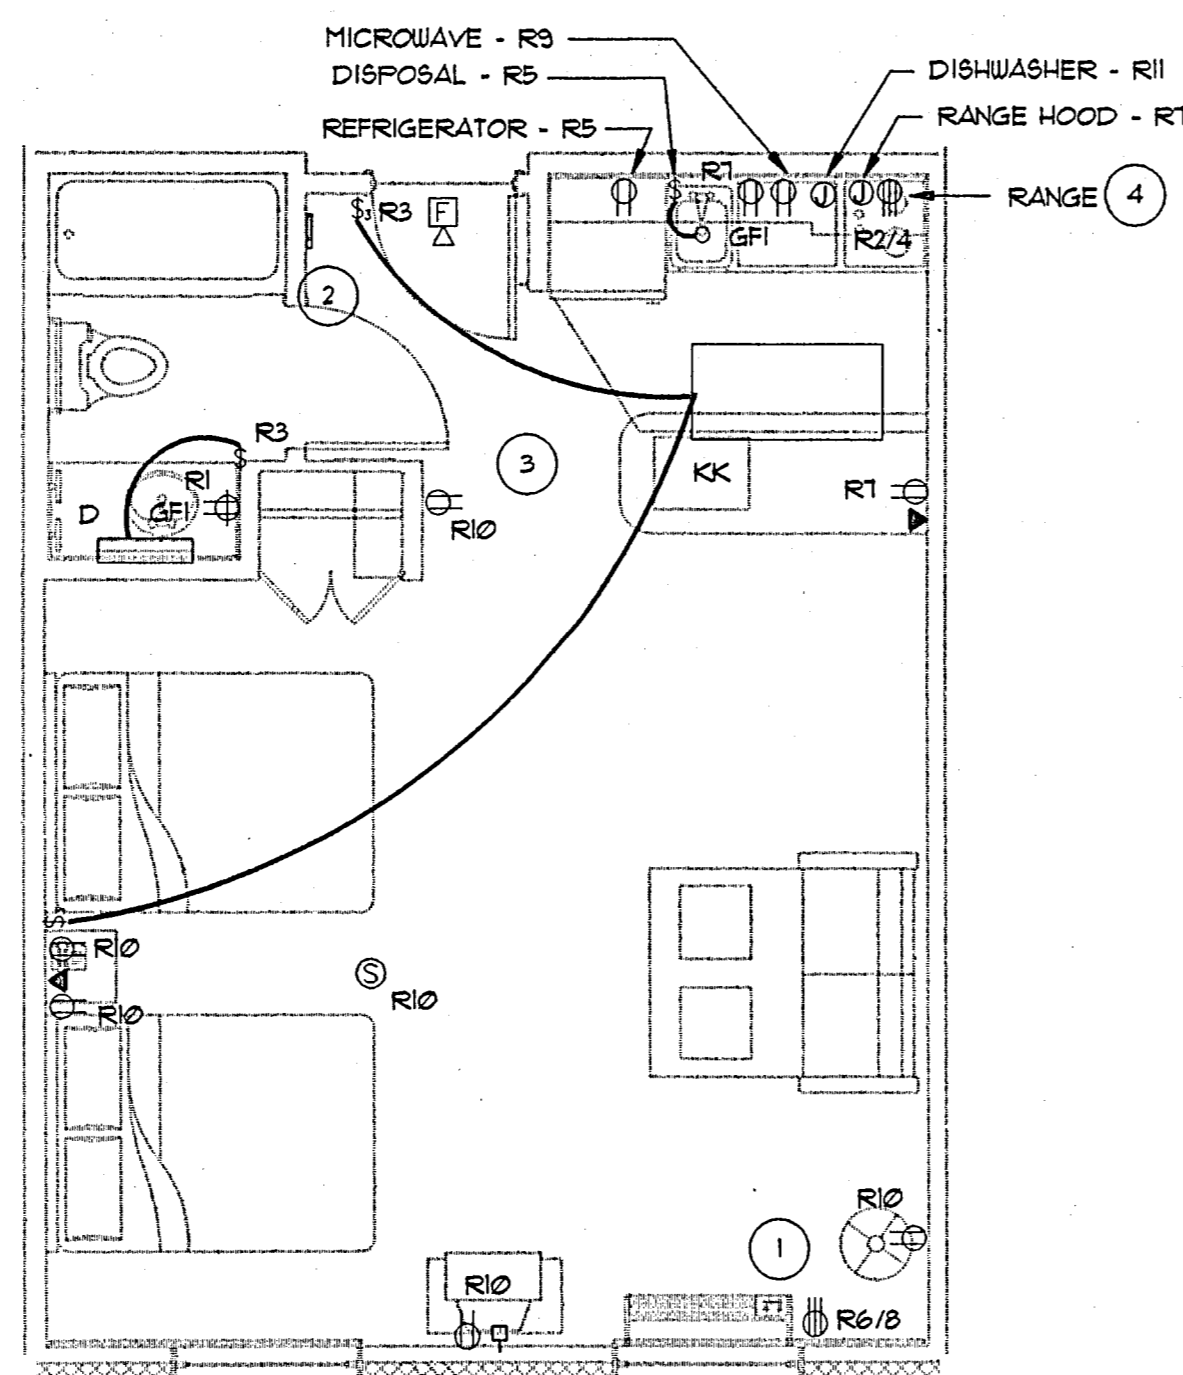 MICROWAVE - R9
DISPOSAL - R5
REFRIGERATOR - R5
DISHWASHER - R11
RANGE HOOD - R7
RANGE 4
R7
GFI
R2/4
$3 R3
F
2
R3
$
R1
GFI
D
3
R10
KK
R7
$3
R10
R10
S
R10
R10
1
R10
R6/8
J
J
$